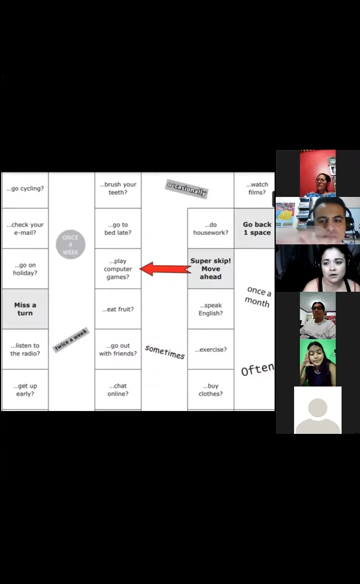 ...go cycling?
...check your
e-mail?
...go on
holiday?
Miss a
turn
...listen to
the radio?
...get up
early?
ONCE
A
WEEK
twice a week
...brush your
teeth?
...go to
bed late?
...play
computer
games?
...eat fruit?
...go out
with friends?
...chat
online?
occasionally
sometimes
...do
housework?
Super skip!
Move
ahead
...speak
English?
...exercise?
...buy
clothes?
...watch
films?
Go back
1 space
once a
month
Often